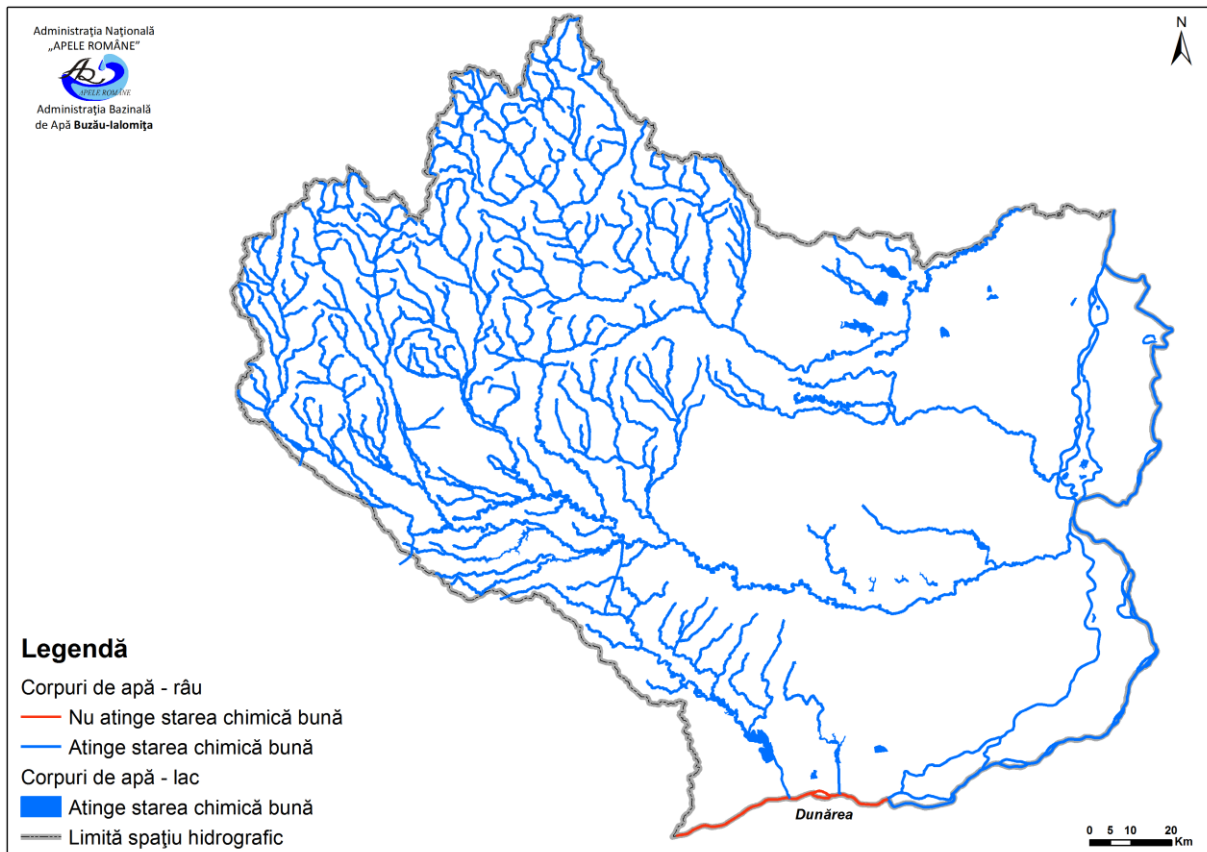 Administrația Națională
„APELE ROMÂNE”
APELE ROMÂNE
Administrația Bazinală
de Apă Buzău-Ialomița
N
Legendă
Corpuri de apă - râu
Nu atinge starea chimică bună
Atinge starea chimică bună
Corpuri de apă - lac
Atinge starea chimică bună
Limită spațiu hidrografic
Dunărea
0 5 10 20
Km